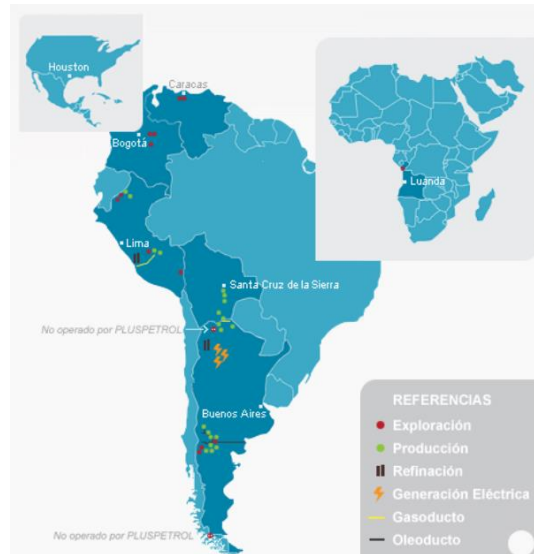 Houston
Caracas
Bogotá
Luanda
Lima
Santa Cruz de la Sierra
No operado por PLUSPETROL
Buenos Aires
REFERENCIAS
Exploración
Producción
Refinación
Generación Eléctrica
Gasoducto
Oleoducto
No operado por PLUSPETROL